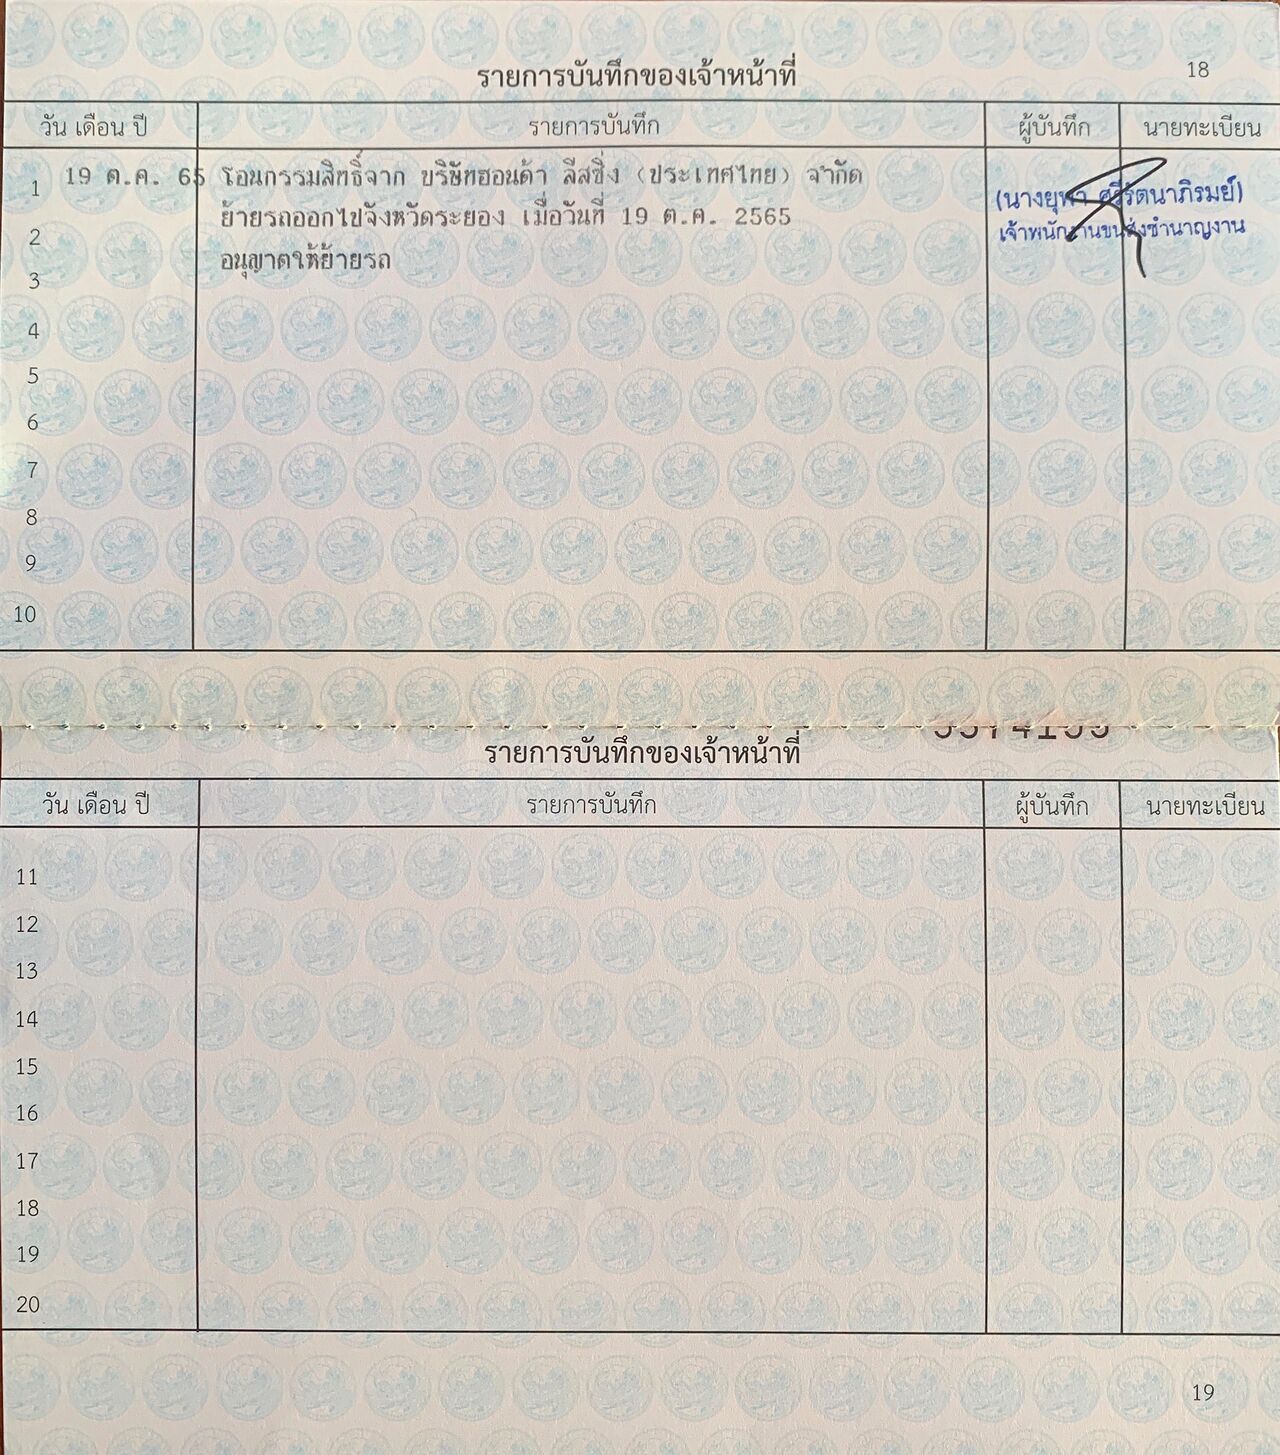 รายการบันทึกของเจ้าหน้าที่ 18
วัน เดือน ปี รายการบันทึก ผู้บันทึก นายทะเบียน
1 19 ต.ค. 65 โอนกรรมสิทธิ์จาก บริษัทฮอนด้า ลีสซิ่ง (ประเทศไทย) จำกัด (นางยุพา ศรีรัตนาภิรมย์)
2 ย้ายรถออกไปจังหวัดระยอง เมื่อวันที่ 19 ต.ค. 2565 เจ้าพนักงานขนส่งชำนาญงาน
3 อนุญาตให้ย้ายรถ
4
5
6
7
8
9
10
รายการบันทึกของเจ้าหน้าที่
วัน เดือน ปี รายการบันทึก ผู้บันทึก นายทะเบียน
11
12
13
14
15
16
17
18
19
20
19